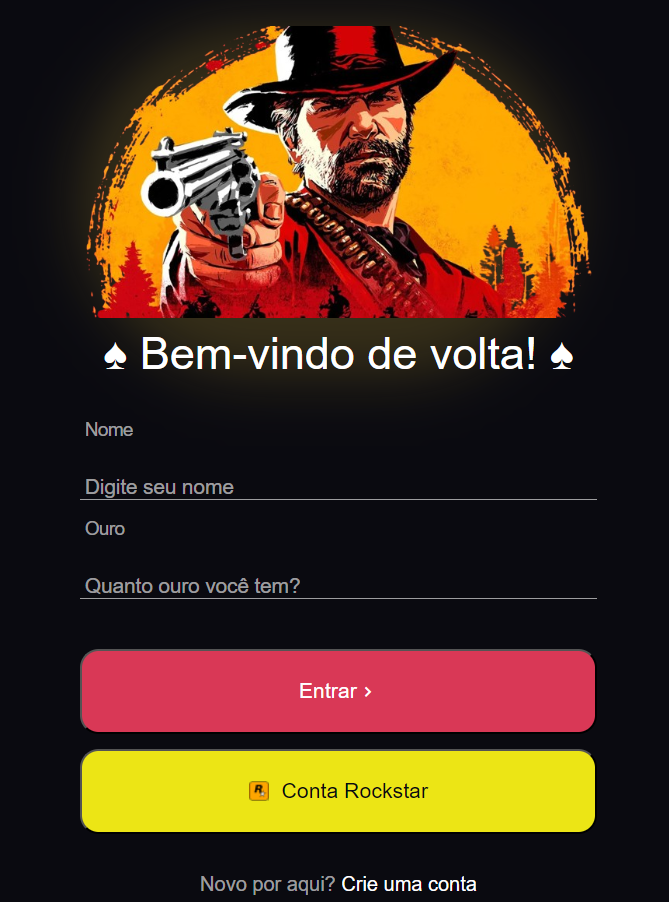 ♠ Bem-vindo de volta! ♠
Nome
Digite seu nome
Ouro
Quanto ouro você tem?
Entrar ›
R Conta Rockstar
Novo por aqui? Crie uma conta